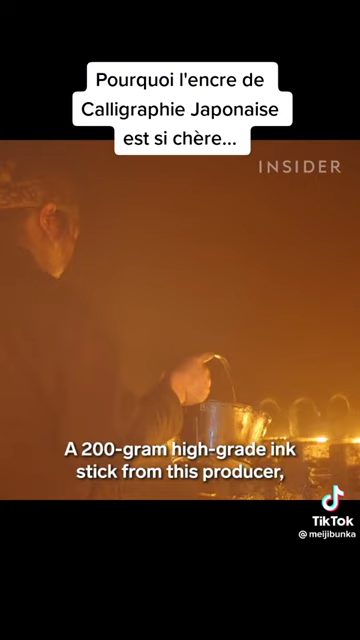 Pourquoi l'encre de
Calligraphie Japonaise
est si chère...
INSIDER
A 200-gram high-grade ink
stick from this producer,
TikTok
@meijibunka